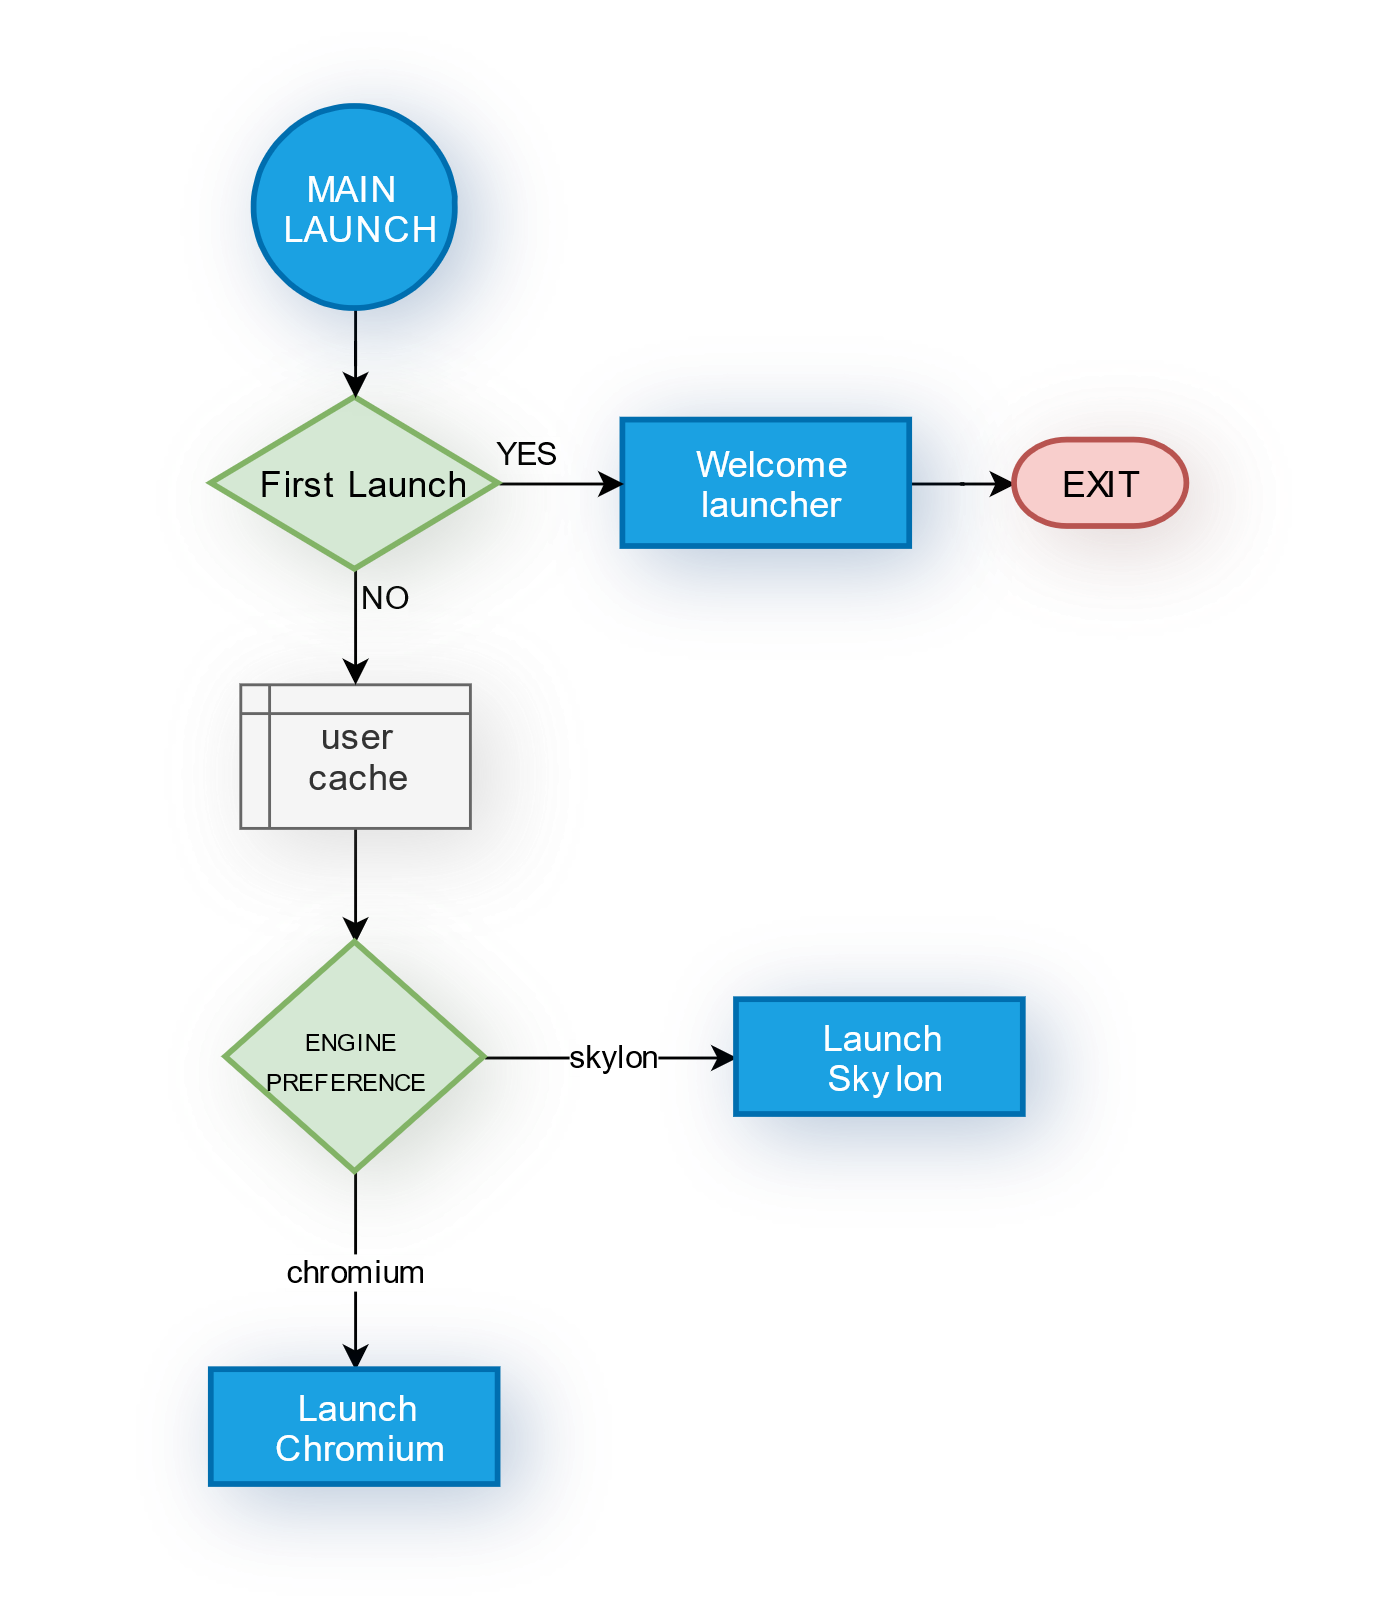 MAIN
LAUNCH
First Launch
YES
Welcome
launcher
EXIT
NO
user
cache
ENGINE
PREFERENCE
skylon
Launch
Skylon
chromium
Launch
Chromium